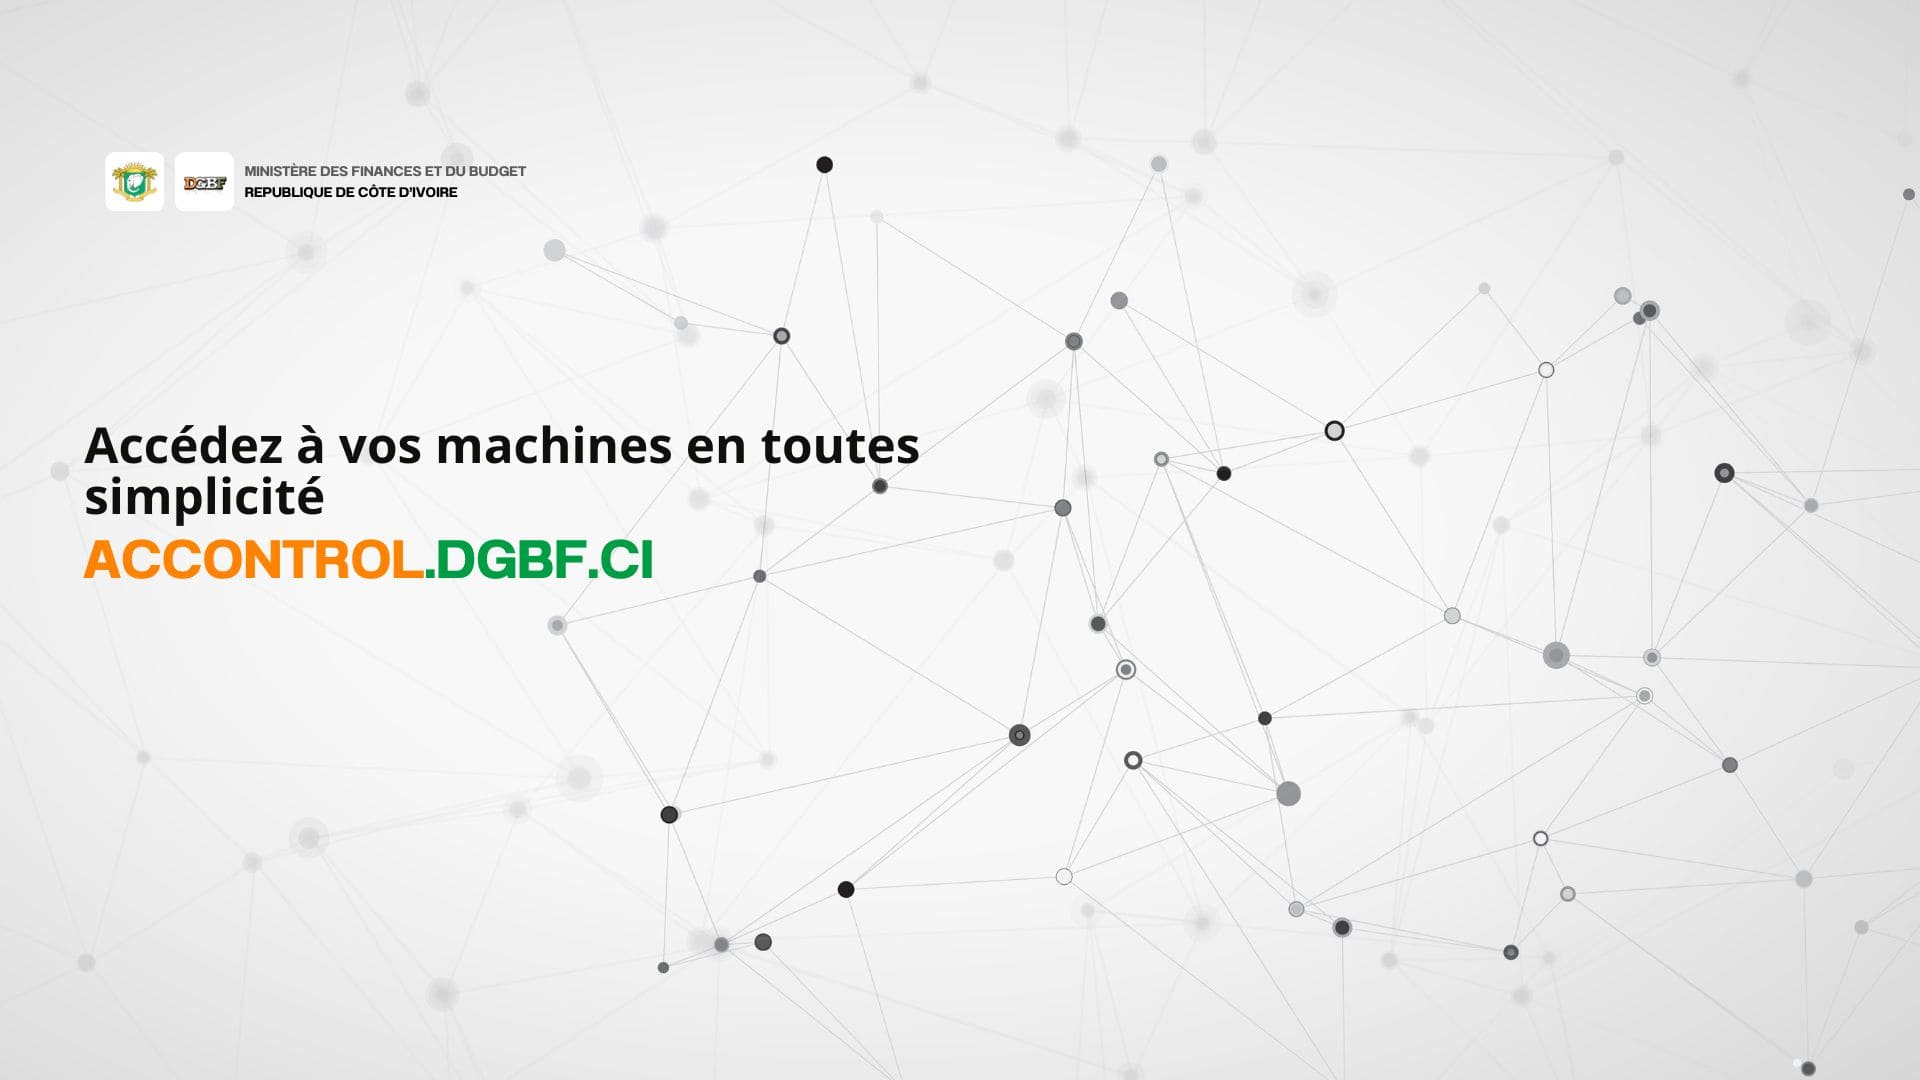 DGBF
MINISTÈRE DES FINANCES ET DU BUDGET
REPUBLIQUE DE CÔTE D'IVOIRE
Accédez à vos machines en toutes
simplicité
ACCONTROL.DGBF.CI